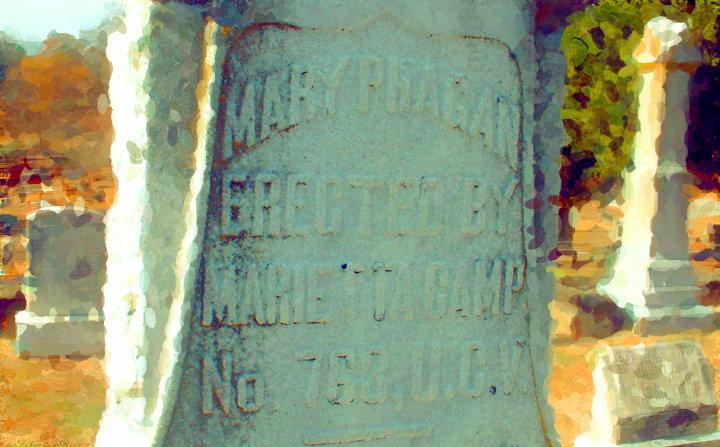 MARY PHAGAN
ERECTED BY
MARIETTA CAMP
No. 763, U.C.V.